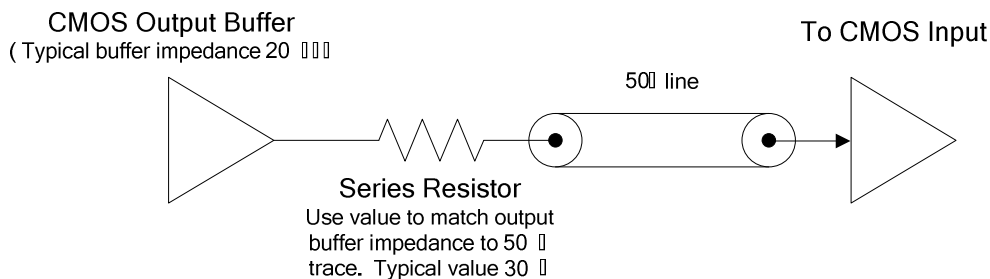 CMOS Output Buffer
( Typical buffer impedance 20 ▯▯▯
To CMOS Input
50▯ line
Series Resistor
Use value to match output
buffer impedance to 50 ▯
trace. Typical value 30 ▯